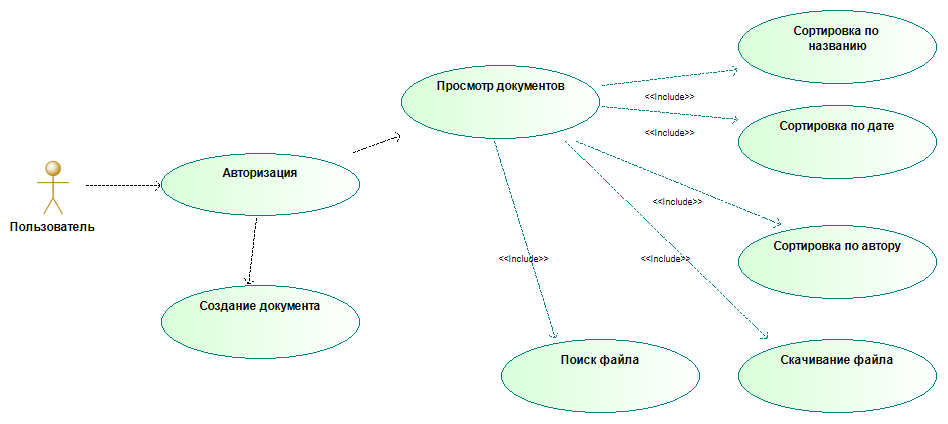 Сортировка по
названию
Просмотр документов
<<Include>>
Сортировка по дате
<<Include>>
Авторизация
<<Include>>
Пользователь
Сортировка по автору
<<Include>>
<<Include>>
Создание документа
Поиск файла
Скачивание файла